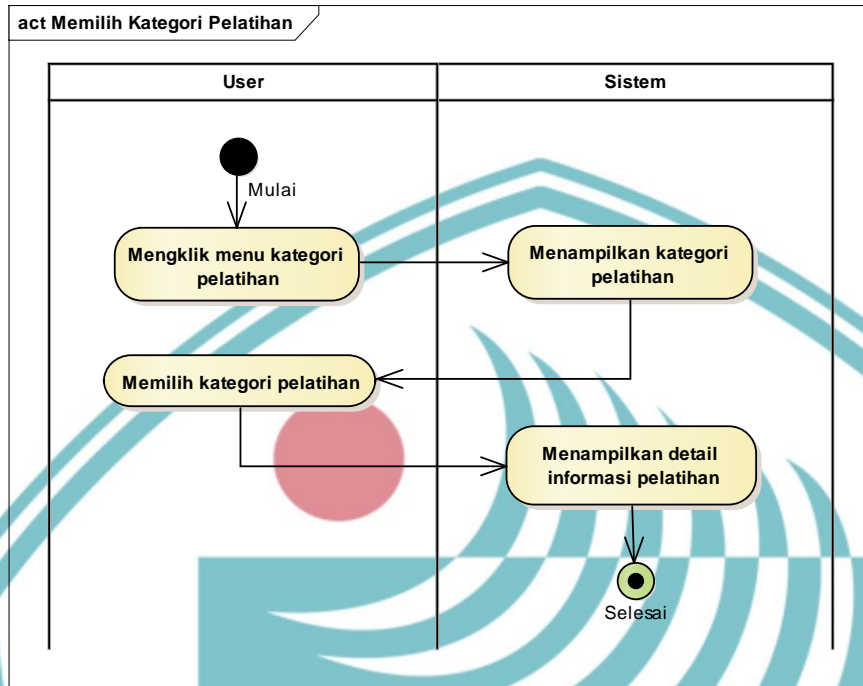 act Memilih Kategori Pelatihan
User
Sistem
Mulai
Mengklik menu kategori
pelatihan
Menampilkan kategori
pelatihan
Memilih kategori pelatihan
Menampilkan detail
informasi pelatihan
Selesai